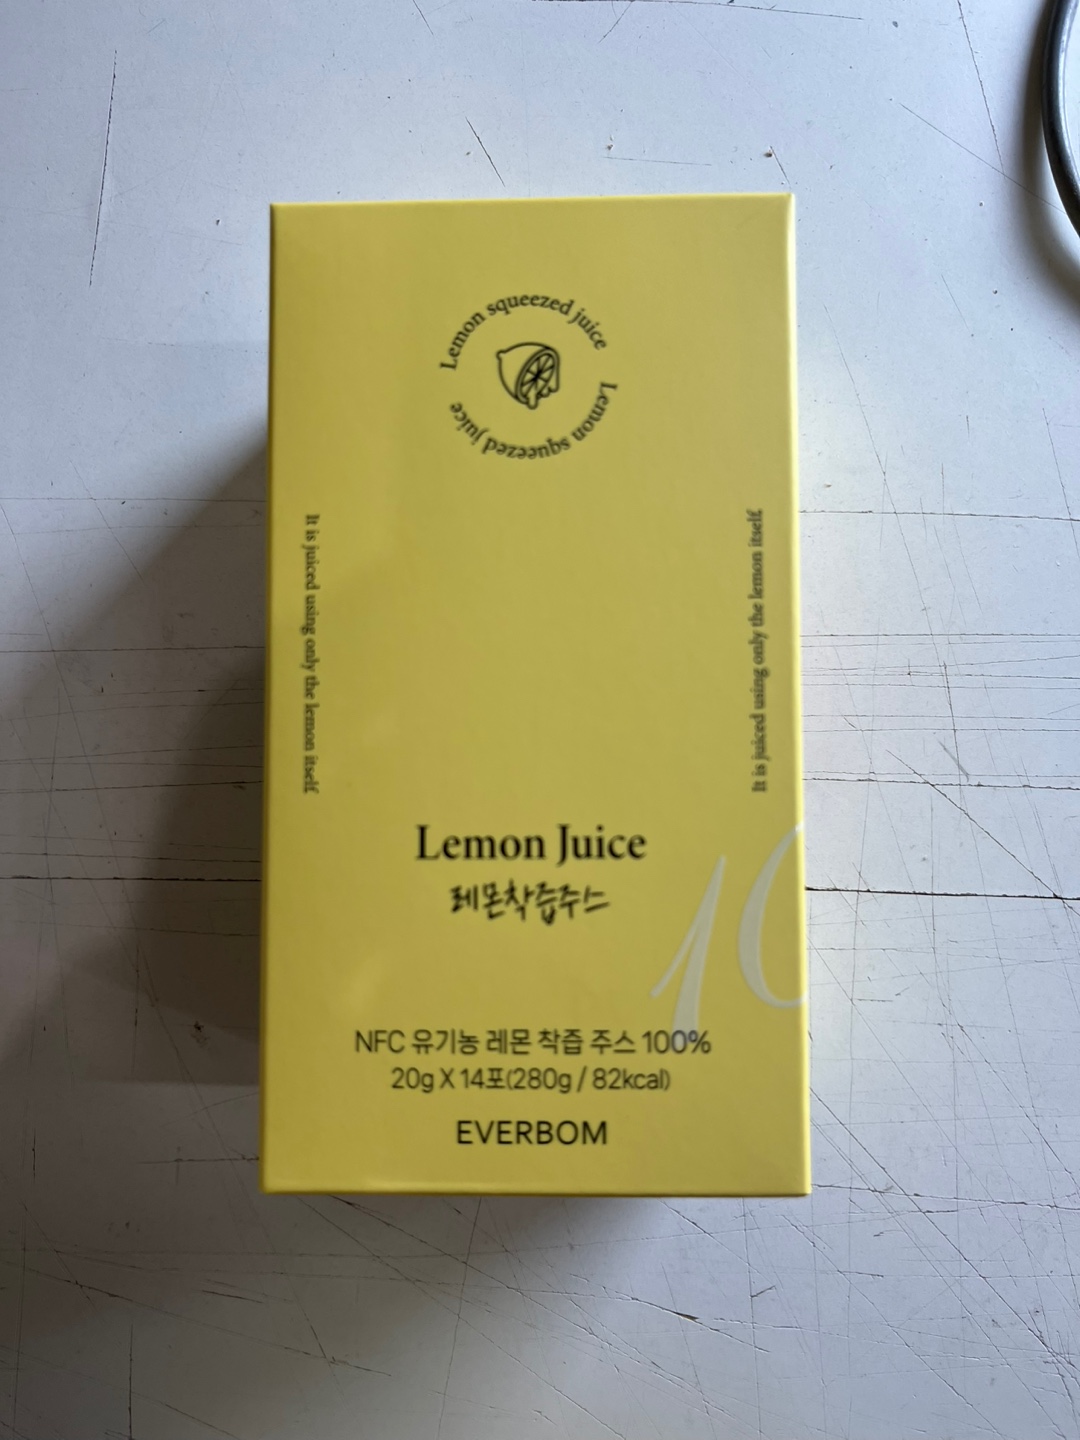 Lemon squeezed juice
Lemon squeezed juice
It is juiced using only the lemon itself.
It is juiced using only the lemon itself.
Lemon Juice
레몬착즙주스
10
NFC 유기농 레몬 착즙 주스 100%
20g X 14포(280g / 82kcal)
EVERBOM